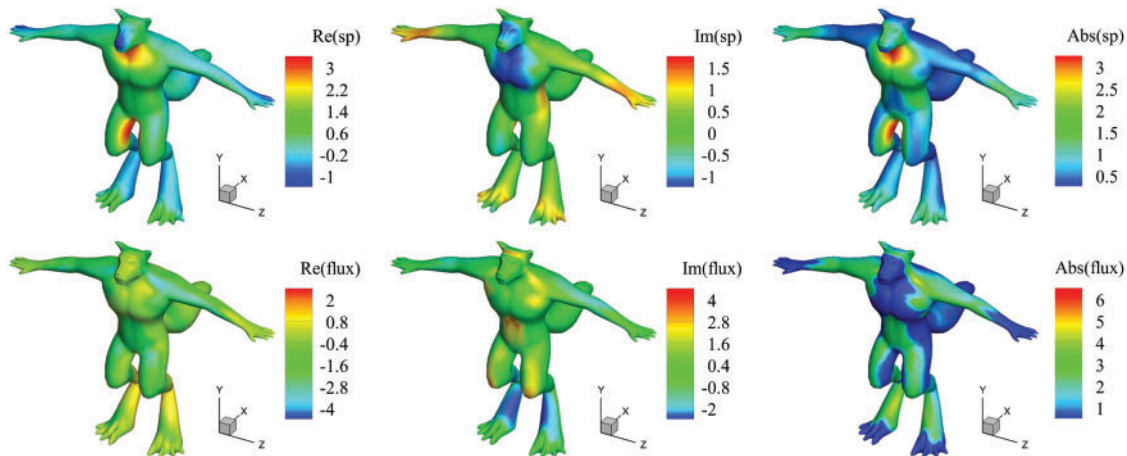 Re(sp)
3
2.2
1.4
0.6
-0.2
-1
Y
X
Z
Im(sp)
1.5
1
0.5
0
-0.5
-1
Y
X
Z
Abs(sp)
3
2.5
2
1.5
1
0.5
Y
X
Z
Re(flux)
2
0.8
-0.4
-1.6
-2.8
-4
Y
X
Z
Im(flux)
4
2.8
1.6
0.4
-0.8
-2
Y
X
Z
Abs(flux)
6
5
4
3
2
1
Y
X
Z